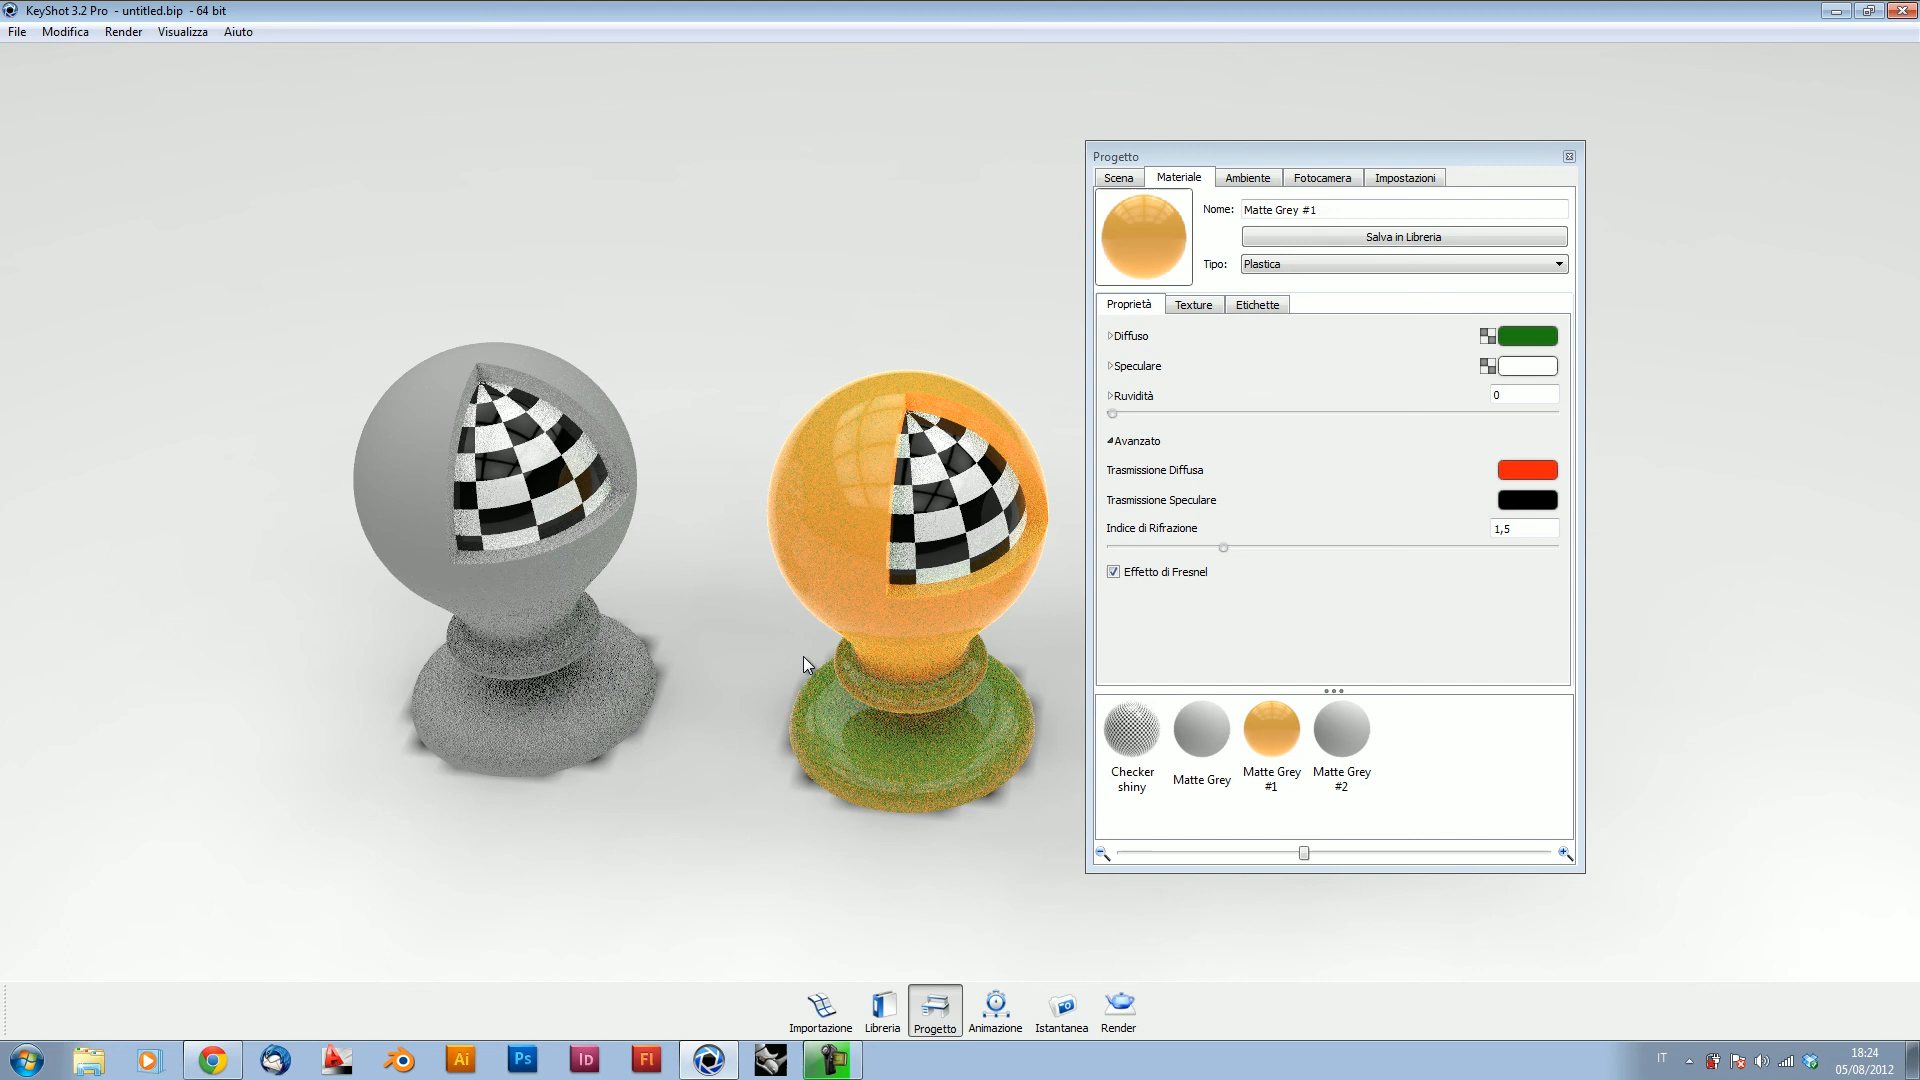 KeyShot 3.2 Pro - untitled.bip - 64 bit
File Modifica Render Visualizza Aiuto
Progetto
Scena Materiale Ambiente Fotocamera Impostazioni
Nome: Matte Grey #1
Salva in Libreria
Tipo: Plastica
Proprietà Texture Etichette
Diffuso
Speculare
Ruvidità 0
Avanzato
Trasmissione Diffusa
Trasmissione Speculare
Indice di Rifrazione 1,5
Effetto di Fresnel
Checker shiny
Matte Grey
Matte Grey #1
Matte Grey #2
Importazione Libreria Progetto Animazione Istantanea Render
Ai Ps Id Fl
IT
18:24
05/08/2012